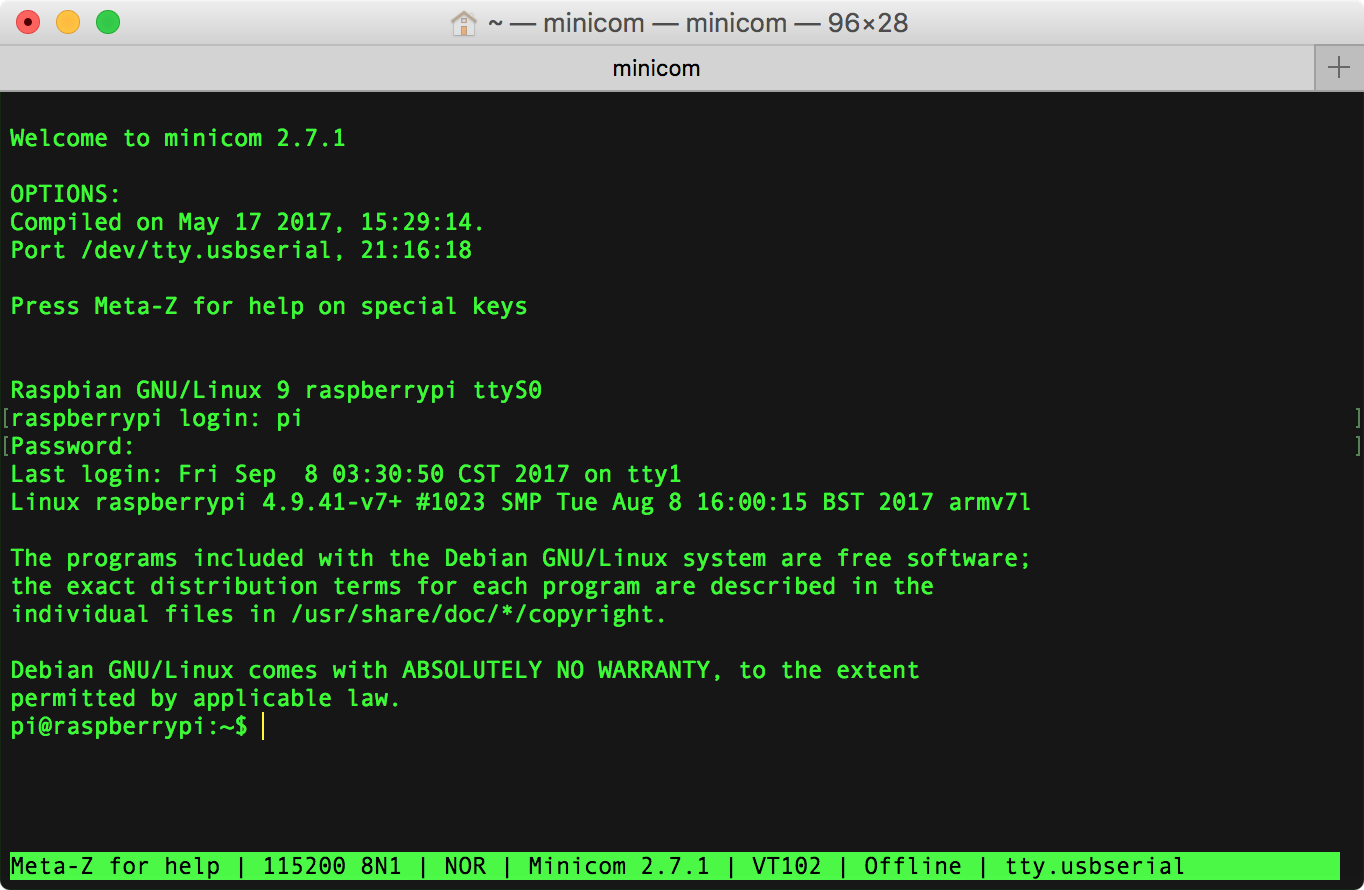 ~ — minicom — minicom — 96×28
minicom
Welcome to minicom 2.7.1
OPTIONS:
Compiled on May 17 2017, 15:29:14.
Port /dev/tty.usbserial, 21:16:18
Press Meta-Z for help on special keys
Raspbian GNU/Linux 9 raspberrypi ttyS0
[raspberrypi login: pi ]
[Password: ]
Last login: Fri Sep  8 03:30:50 CST 2017 on tty1
Linux raspberrypi 4.9.41-v7+ #1023 SMP Tue Aug 8 16:00:15 BST 2017 armv7l
The programs included with the Debian GNU/Linux system are free software;
the exact distribution terms for each program are described in the
individual files in /usr/share/doc/*/copyright.
Debian GNU/Linux comes with ABSOLUTELY NO WARRANTY, to the extent
permitted by applicable law.
pi@raspberrypi:~$
Meta-Z for help | 115200 8N1 | NOR | Minicom 2.7.1 | VT102 | Offline | tty.usbserial